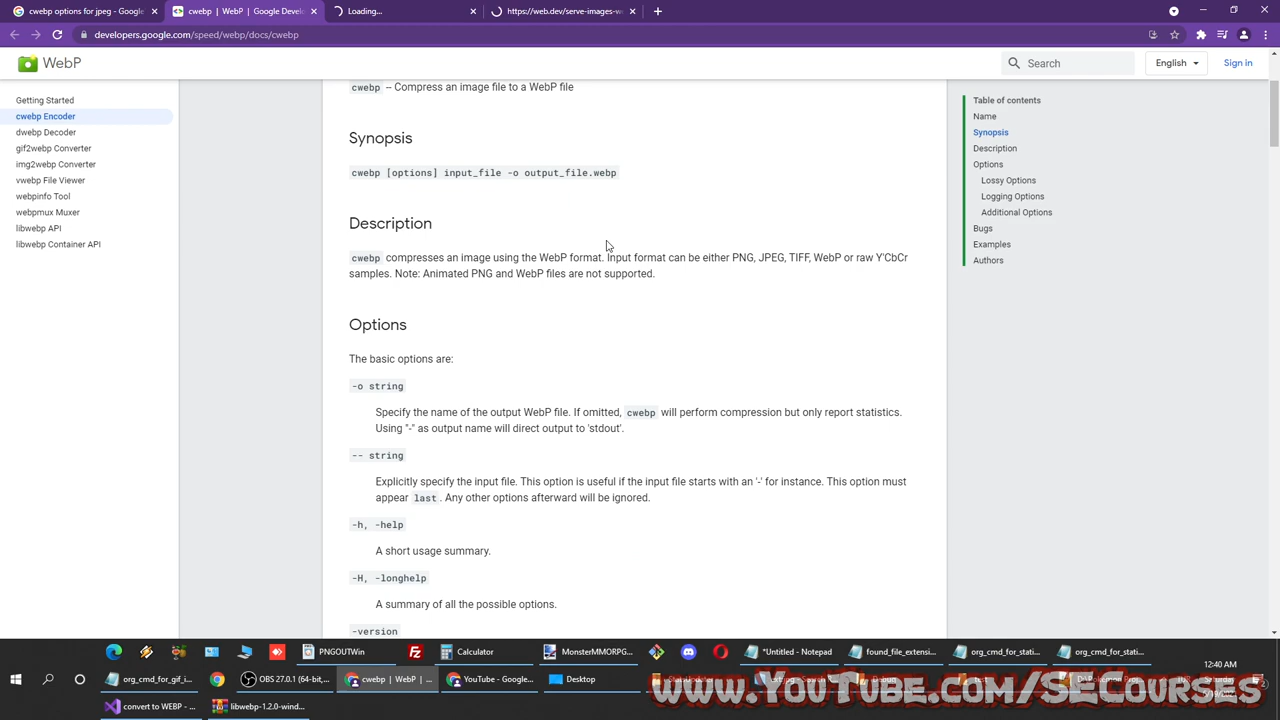 cwebp options for jpeg - Google
cwebp | WebP | Google Devel
Loading...
https://web.dev/serve-images-w
developers.google.com/speed/webp/docs/cwebp
WebP
Search
English
Sign in
Getting Started
cwebp Encoder
dwebp Decoder
gif2webp Converter
img2webp Converter
vwebp File Viewer
webpinfo Tool
webpmux Muxer
libwebp API
libwebp Container API
cwebp -- Compress an image file to a WebP file
Synopsis
cwebp [options] input_file -o output_file.webp
Description
cwebp compresses an image using the WebP format. Input format can be either PNG, JPEG, TIFF, WebP or raw Y'CbCr
samples. Note: Animated PNG and WebP files are not supported.
Options
The basic options are:
-o string
Specify the name of the output WebP file. If omitted, cwebp will perform compression but only report statistics.
Using "-" as output name will direct output to 'stdout'.
-- string
Explicitly specify the input file. This option is useful if the input file starts with an '-' for instance. This option must
appear last. Any other options afterward will be ignored.
-h, -help
A short usage summary.
-H, -longhelp
A summary of all the possible options.
-version
Table of contents
Name
Synopsis
Description
Options
Lossy Options
Logging Options
Additional Options
Bugs
Examples
Authors
PNGOUTWin
Calculator
MonsterMMORPG...
*Untitled - Notepad
found_file_extensio...
org_cmd_for_stati...
org_cmd_for_stati...
12:40 AM
org_cmd_for_gif_i...
OBS 27.0.1 (64-bit,...
cwebp | WebP | ...
YouTube - Google...
Desktop
Saturday
convert to WEBP - ...
libwebp-1.2.0-wind...
www.YouTube.com/SECourses